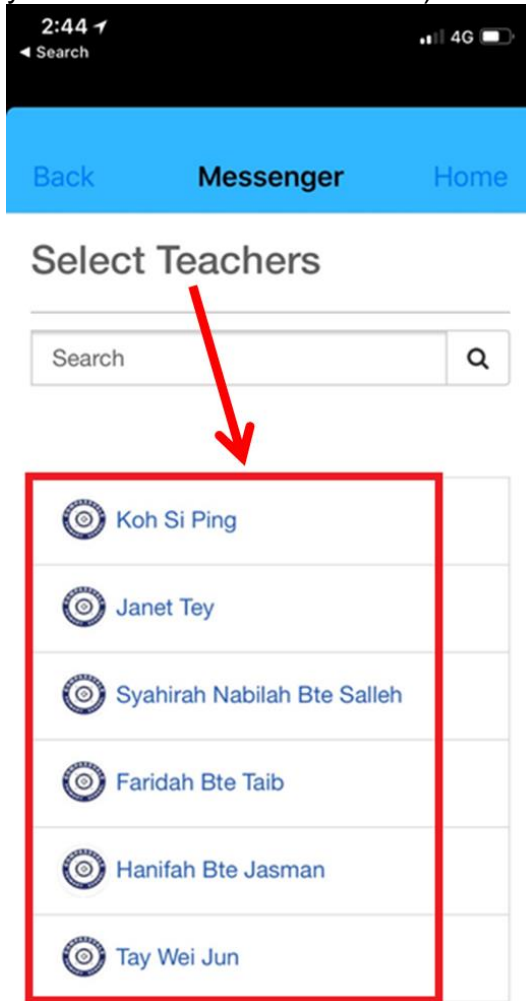 2:44
◀ Search
4G
Back Messenger Home
Select Teachers
Search
Koh Si Ping
Janet Tey
Syahirah Nabilah Bte Salleh
Faridah Bte Taib
Hanifah Bte Jasman
Tay Wei Jun